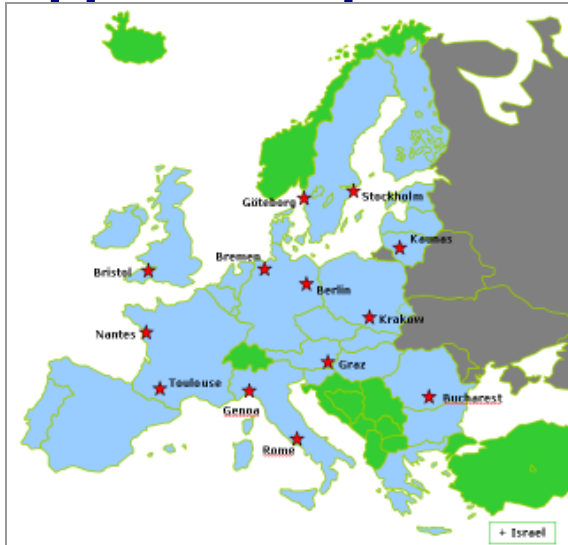 Göteborg
Stockholm
Kaunas
Bremen
Bristol
Berlin
Krakow
Nantes
Graz
Toulouse
Bucharest
Genoa
Rome
+ Israel